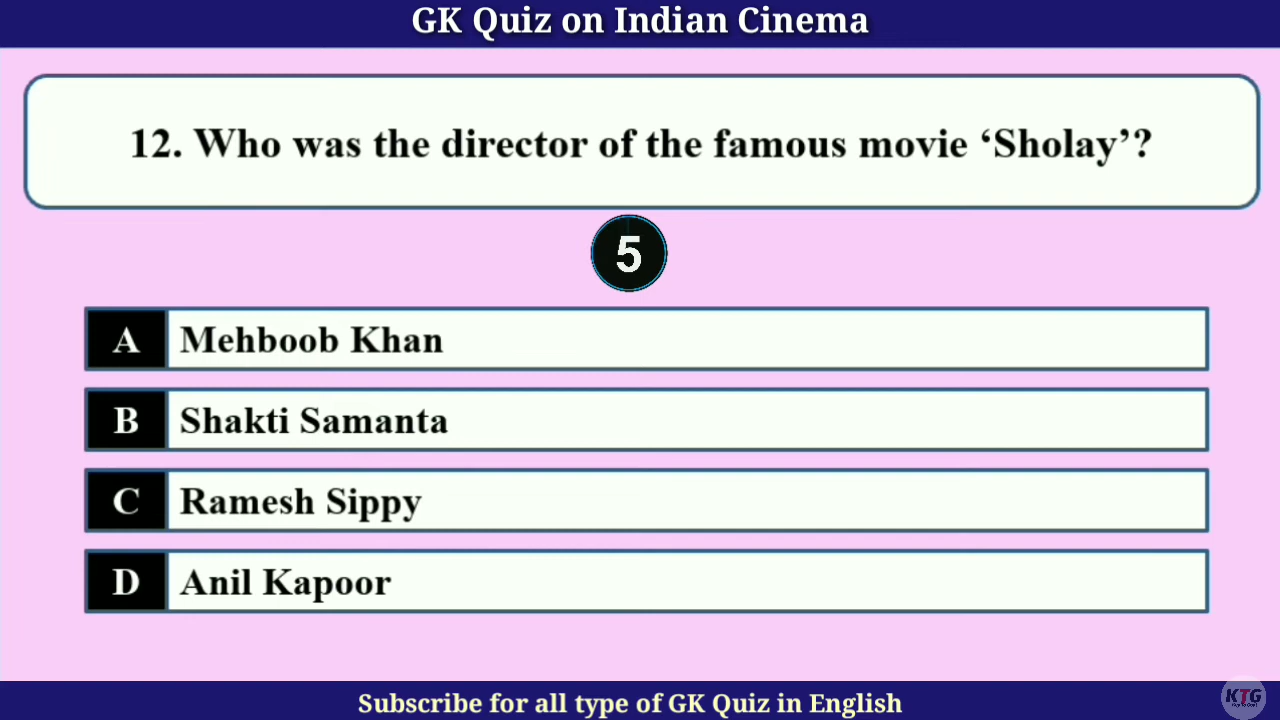 GK Quiz on Indian Cinema
12. Who was the director of the famous movie ‘Sholay’?
5
A Mehboob Khan
B Shakti Samanta
C Ramesh Sippy
D Anil Kapoor
Subscribe for all type of GK Quiz in English
KTG